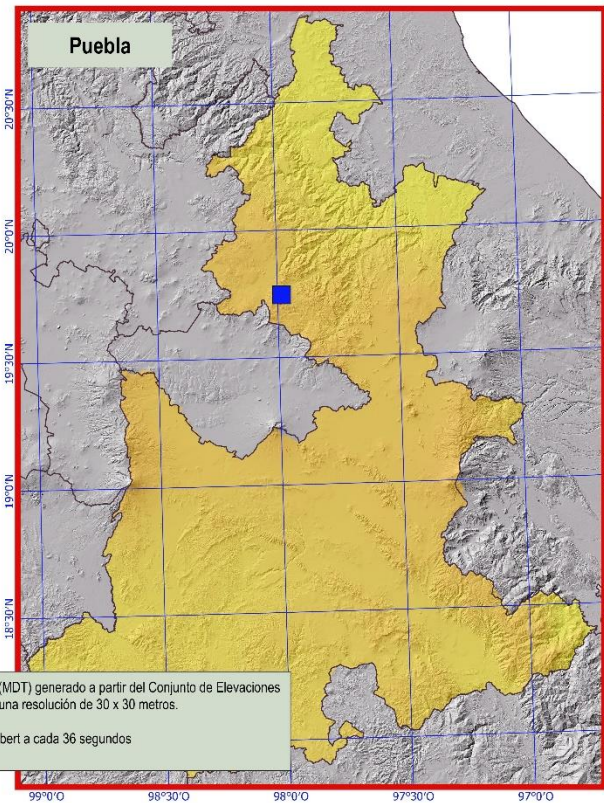 Puebla
20°30'N
20°0'N
19°30'N
19°0'N
18°30'N
(MDT) generado a partir del Conjunto de Elevaciones
una resolución de 30 x 30 metros.
bert a cada 36 segundos
99°0'O
98°30'O
98°0'O
97°30'O
97°0'O